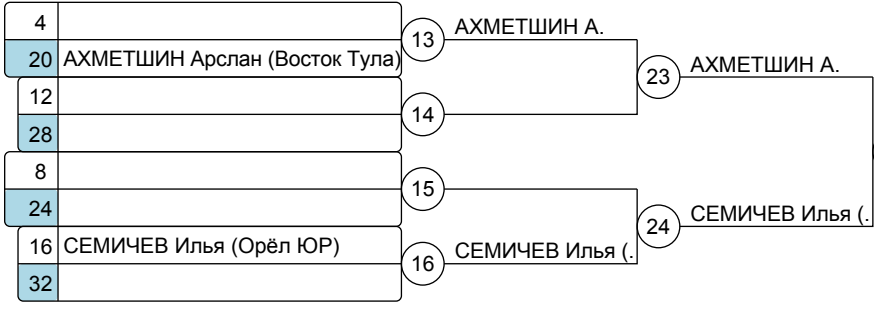 4
13
АХМЕТШИН А.
20 АХМЕТШИН Арслан (Восток Тула)
23
АХМЕТШИН А.
12
14
28
8
15
24
24
СЕМИЧЕВ Илья (.
16 СЕМИЧЕВ Илья (Орёл ЮР)
16
СЕМИЧЕВ Илья (.
32